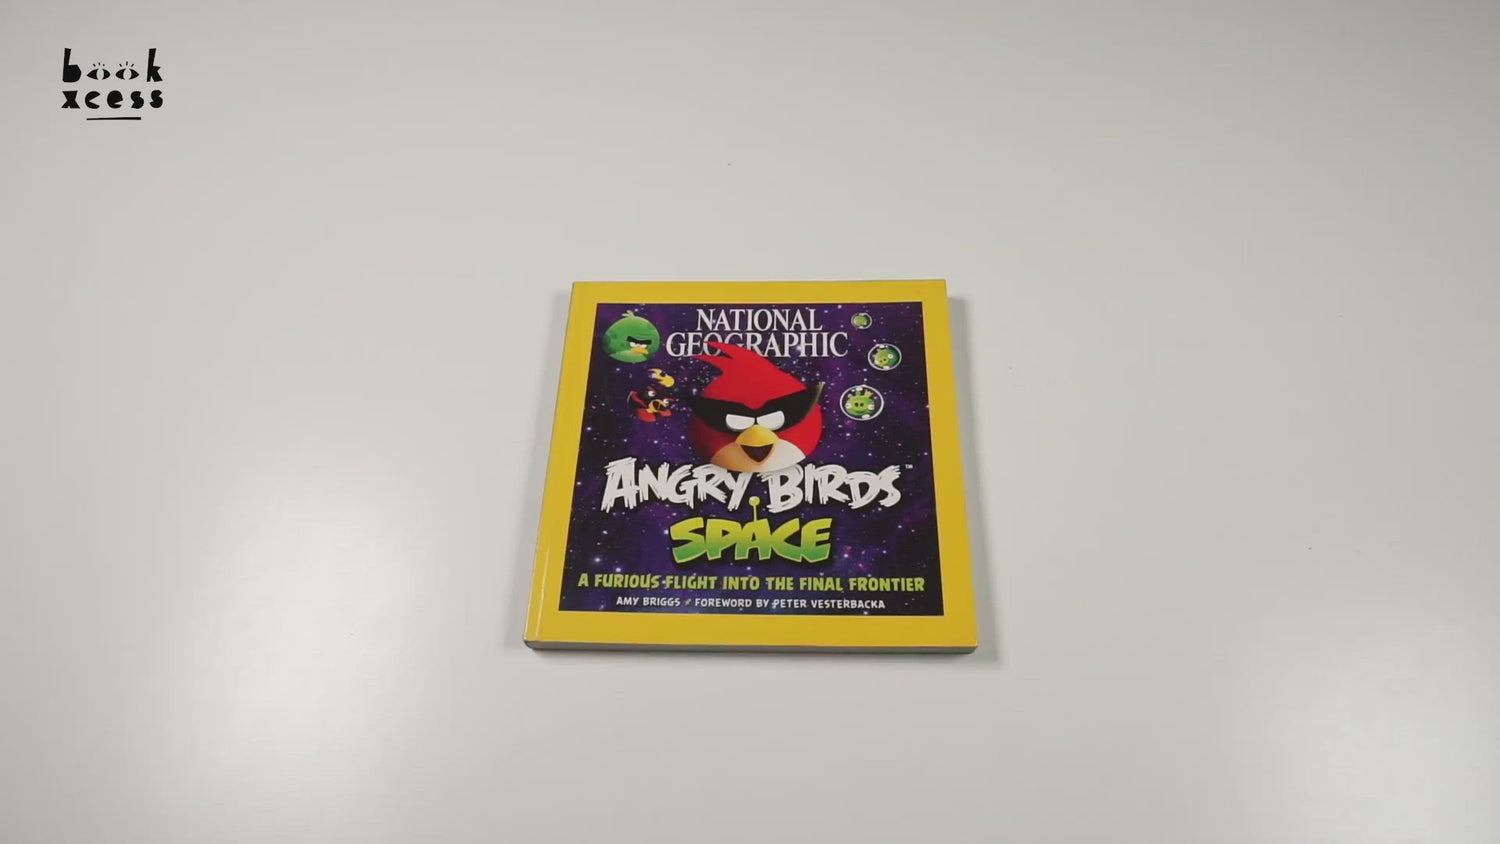 book
xcess
NATIONAL
GEOGRAPHIC
ANGRY BIRDS™
SPACE
A FURIOUS FLIGHT INTO THE FINAL FRONTIER
AMY BRIGGS FOREWORD BY PETER VESTERBACKA